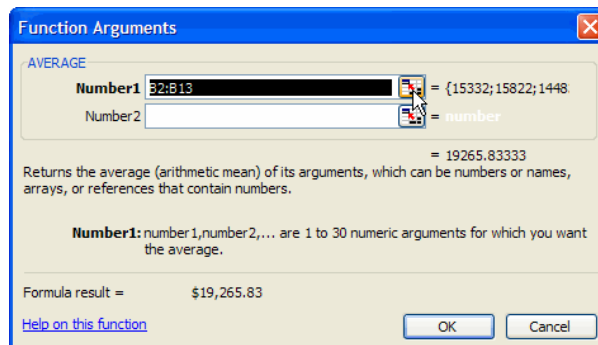 Function Arguments
AVERAGE
Number1 B2:B13 = {15332;15822;1448
Number2 = number
= 19265.83333
Returns the average (arithmetic mean) of its arguments, which can be numbers or names,
arrays, or references that contain numbers.
Number1: number1,number2,... are 1 to 30 numeric arguments for which you want
the average.
Formula result = $19,265.83
Help on this function
OK Cancel